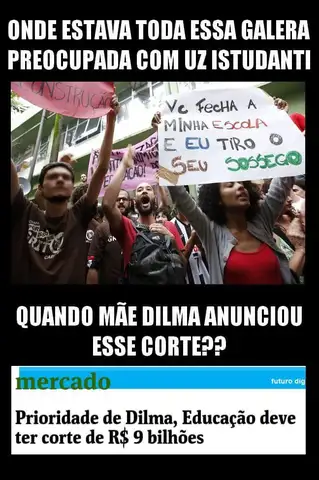 ONDE ESTAVA TODA ESSA GALERA
PREOCUPADA COM UZ ISTUDANTI
CONSTRUÇÃO
Vc FECHA A
MINHA ESCOLA
E EU TIRO O
SEU SOSSEGO
QUANDO MÃE DILMA ANUNCIOU
ESSE CORTE??
mercado
futuro dig
Prioridade de Dilma, Educação deve
ter corte de R$ 9 bilhões